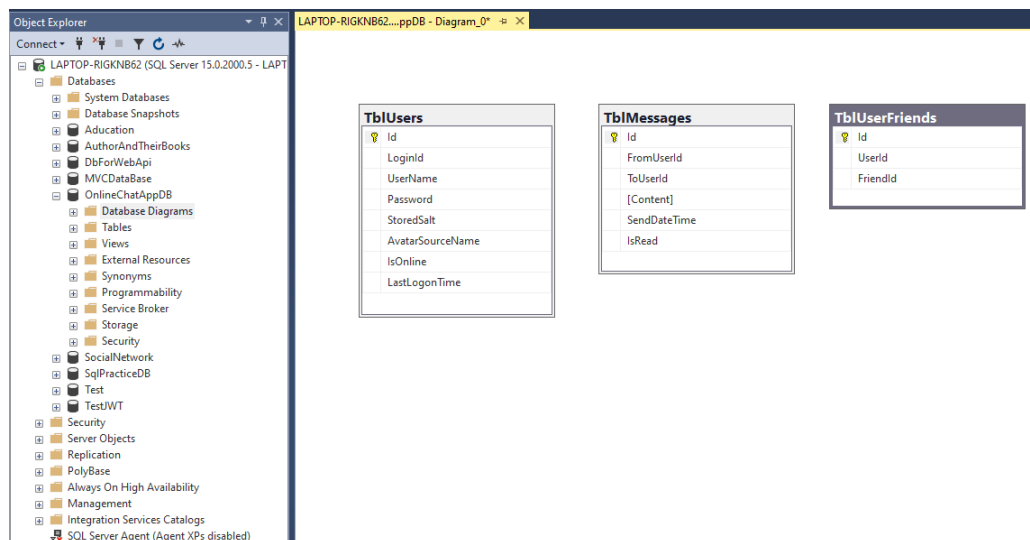 Object Explorer
Connect
LAPTOP-RIGKNB62 (SQL Server 15.0.2000.5 - LAPT
Databases
System Databases
Database Snapshots
Aducation
AuthorAndTheirBooks
DbForWebApi
MVCDataBase
OnlineChatAppDB
Database Diagrams
Tables
Views
External Resources
Synonyms
Programmability
Service Broker
Storage
Security
SocialNetwork
SqlPracticeDB
Test
TestJWT
Security
Server Objects
Replication
PolyBase
Always On High Availability
Management
Integration Services Catalogs
SQL Server Agent (Agent XPs disabled)
LAPTOP-RIGKNB62....ppDB - Diagram_0*
TblUsers
Id
LoginId
UserName
Password
StoredSalt
AvatarSourceName
IsOnline
LastLogonTime
TblMessages
Id
FromUserId
ToUserId
[Content]
SendDateTime
IsRead
TblUserFriends
Id
UserId
FriendId